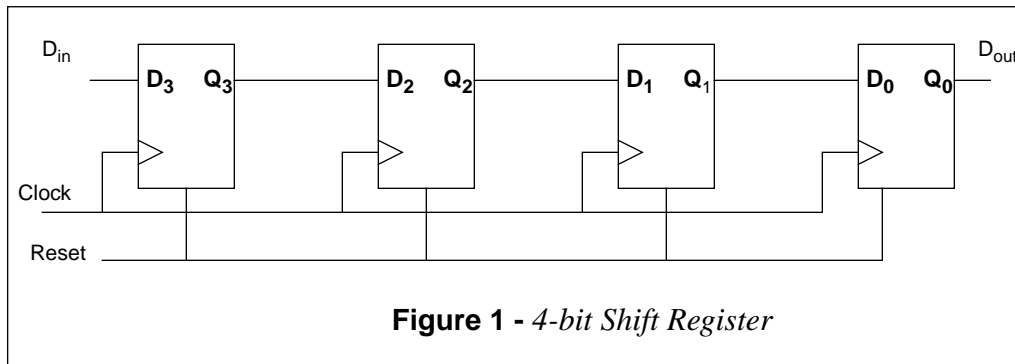 D_in D_3 Q_3 D_2 Q_2 D_1 Q_1 D_0 Q_0 D_out
Clock
Reset
Figure 1 - 4-bit Shift Register